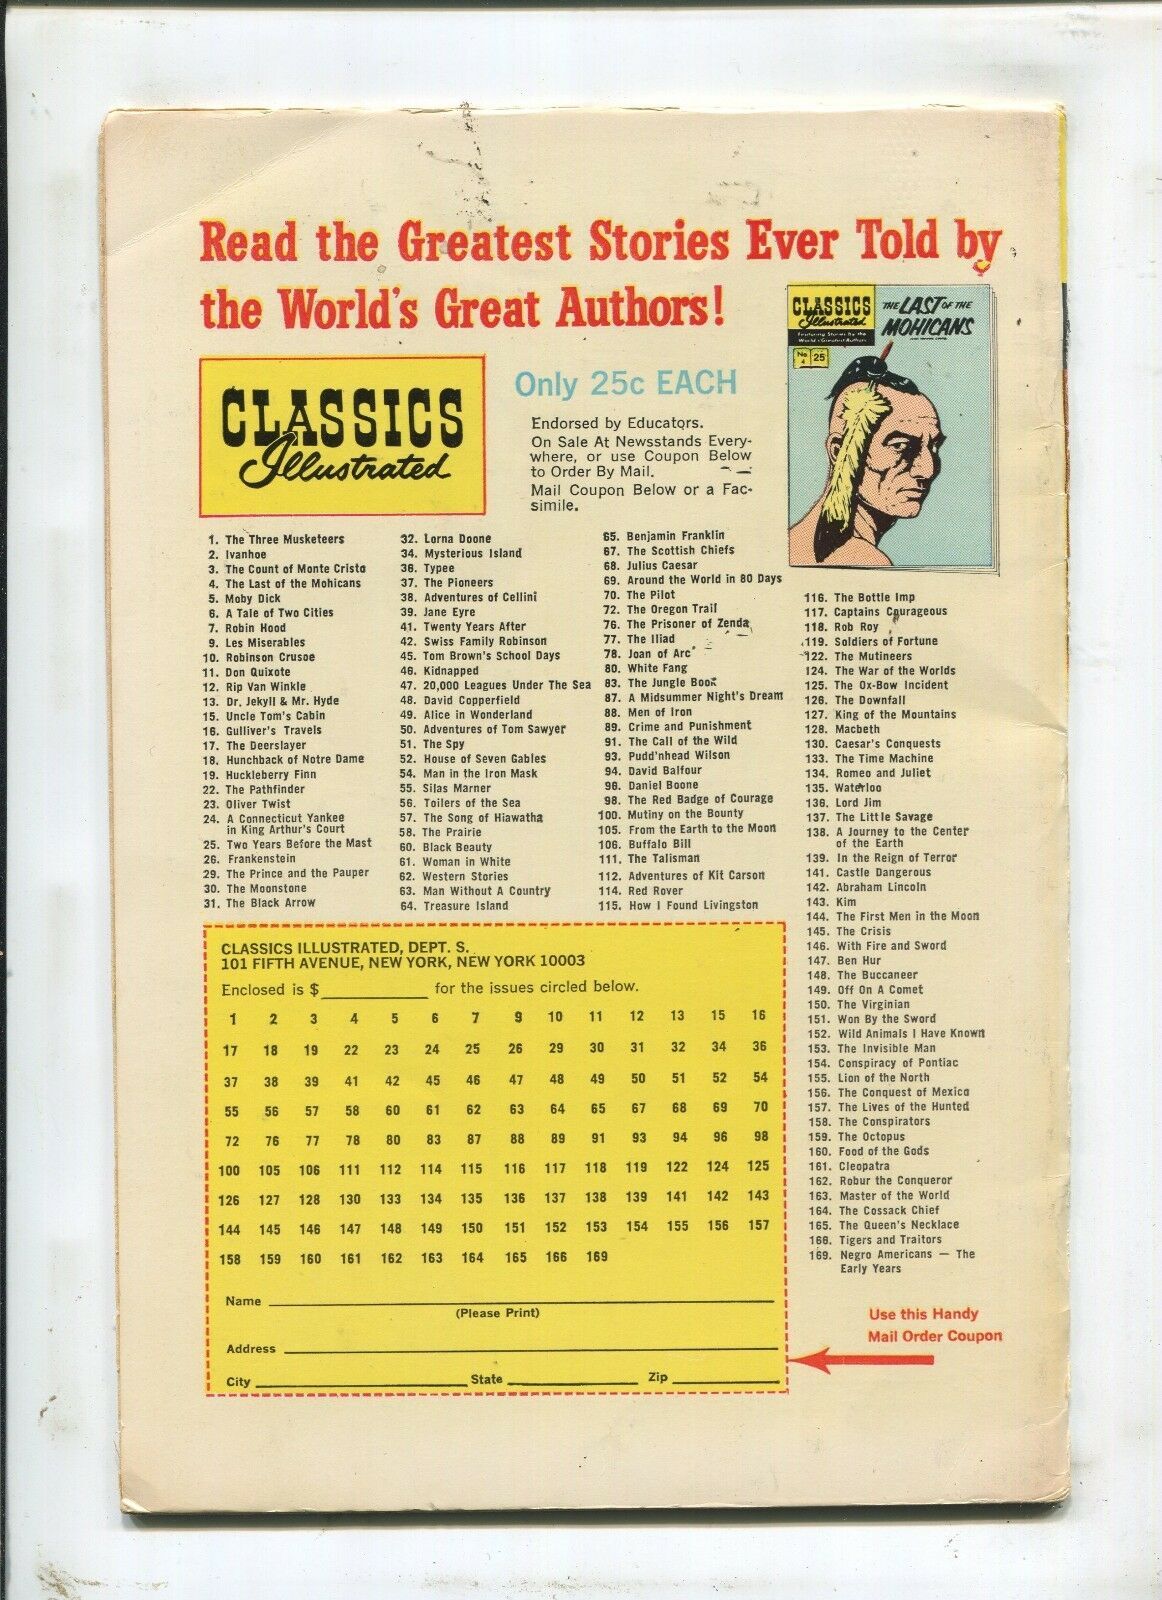 Read the Greatest Stories Ever Told by
the World's Great Authors!
CLASSICS
Illustrated
Only 25c EACH
Endorsed by Educators.
On Sale At Newsstands Every-
where, or use Coupon Below
to Order By Mail.
Mail Coupon Below or a Fac-
simile.
CLASSICS
Illustrated
Featuring Stories by the
World's Greatest Authors
No. 4
25
THE LAST OF THE
MOHICANS
1. The Three Musketeers
2. Ivanhoe
3. The Count of Monte Cristo
4. The Last of the Mohicans
5. Moby Dick
6. A Tale of Two Cities
7. Robin Hood
9. Les Miserables
10. Robinson Crusoe
11. Don Quixote
12. Rip Van Winkle
13. Dr. Jekyll & Mr. Hyde
15. Uncle Tom's Cabin
16. Gulliver's Travels
17. The Deerslayer
18. Hunchback of Notre Dame
19. Huckleberry Finn
22. The Pathfinder
23. Oliver Twist
24. A Connecticut Yankee
in King Arthur's Court
25. Two Years Before the Mast
26. Frankenstein
29. The Prince and the Pauper
30. The Moonstone
31. The Black Arrow
32. Lorna Doone
34. Mysterious Island
36. Typee
37. The Pioneers
38. Adventures of Cellini
39. Jane Eyre
41. Twenty Years After
42. Swiss Family Robinson
45. Tom Brown's School Days
46. Kidnapped
47. 20,000 Leagues Under The Sea
48. David Copperfield
49. Alice in Wonderland
50. Adventures of Tom Sawyer
51. The Spy
52. House of Seven Gables
54. Man in the Iron Mask
55. Silas Marner
56. Toilers of the Sea
57. The Song of Hiawatha
58. The Prairie
60. Black Beauty
61. Woman in White
62. Western Stories
63. Man Without A Country
64. Treasure Island
65. Benjamin Franklin
67. The Scottish Chiefs
68. Julius Caesar
69. Around the World in 80 Days
70. The Pilot
72. The Oregon Trail
76. The Prisoner of Zenda
77. The Iliad
78. Joan of Arc
80. White Fang
83. The Jungle Book
87. A Midsummer Night's Dream
88. Men of Iron
89. Crime and Punishment
91. The Call of the Wild
93. Pudd'nhead Wilson
94. David Balfour
96. Daniel Boone
98. The Red Badge of Courage
100. Mutiny on the Bounty
105. From the Earth to the Moon
106. Buffalo Bill
111. The Talisman
112. Adventures of Kit Carson
114. Red Rover
115. How I Found Livingston
116. The Bottle Imp
117. Captains Courageous
118. Rob Roy
119. Soldiers of Fortune
122. The Mutineers
124. The War of the Worlds
125. The Ox-Bow Incident
126. The Downfall
127. King of the Mountains
128. Macbeth
130. Caesar's Conquests
133. The Time Machine
134. Romeo and Juliet
135. Waterloo
136. Lord Jim
137. The Little Savage
138. A Journey to the Center
of the Earth
139. In the Reign of Terror
141. Castle Dangerous
142. Abraham Lincoln
143. Kim
144. The First Men in the Moon
145. The Crisis
146. With Fire and Sword
147. Ben Hur
148. The Buccaneer
149. Off On A Comet
150. The Virginian
151. Won By the Sword
152. Wild Animals I Have Known
153. The Invisible Man
154. Conspiracy of Pontiac
155. Lion of the North
156. The Conquest of Mexico
157. The Lives of the Hunted
158. The Conspirators
159. The Octopus
160. Food of the Gods
161. Cleopatra
162. Robur the Conqueror
163. Master of the World
164. The Cossack Chief
165. The Queen's Necklace
166. Tigers and Traitors
169. Negro Americans — The
Early Years
CLASSICS ILLUSTRATED, DEPT. S.
101 FIFTH AVENUE, NEW YORK, NEW YORK 10003
Enclosed is $ for the issues circled below.
1 2 3 4 5 6 7 9 10 11 12 13 15 16
17 18 19 22 23 24 25 26 29 30 31 32 34 36
37 38 39 41 42 45 46 47 48 49 50 51 52 54
55 56 57 58 60 61 62 63 64 65 67 68 69 70
72 76 77 78 80 83 87 88 89 91 93 94 96 98
100 105 106 111 112 114 115 116 117 118 119 122 124 125
126 127 128 130 133 134 135 136 137 138 139 141 142 143
144 145 146 147 148 149 150 151 152 153 154 155 156 157
158 159 160 161 162 163 164 165 166 169
Name
(Please Print)
Address
City State Zip
Use this Handy
Mail Order Coupon